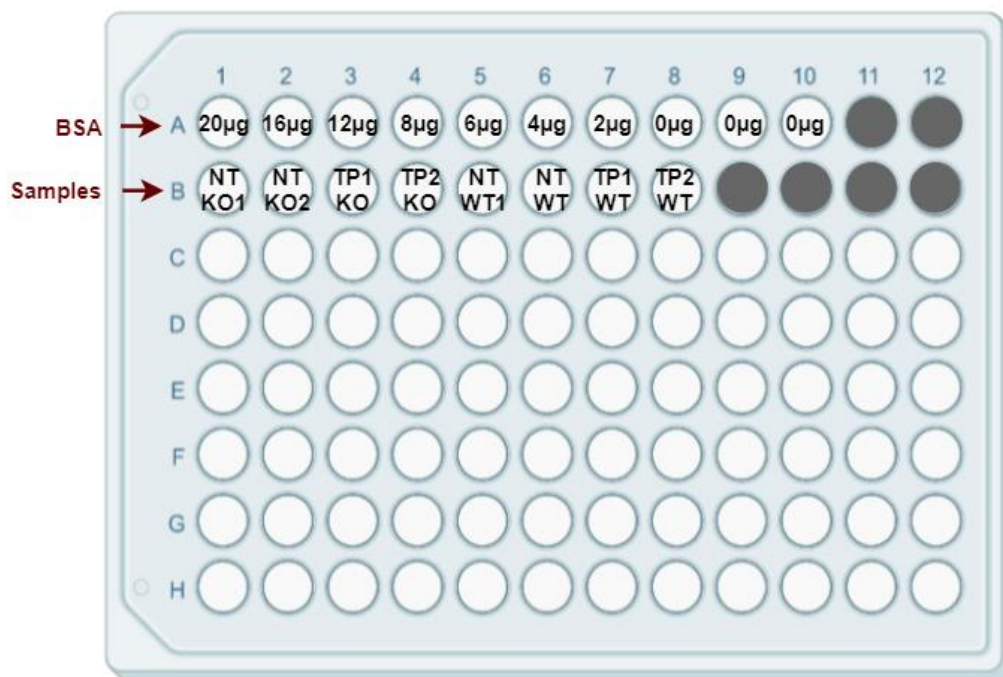 1 2 3 4 5 6 7 8 9 10 11 12
BSA A 20µg 16µg 12µg 8µg 6µg 4µg 2µg 0µg 0µg 0µg
Samples B NT KO1 NT KO2 TP1 KO TP2 KO NT WT1 NT WT TP1 WT TP2 WT
C
D
E
F
G
H